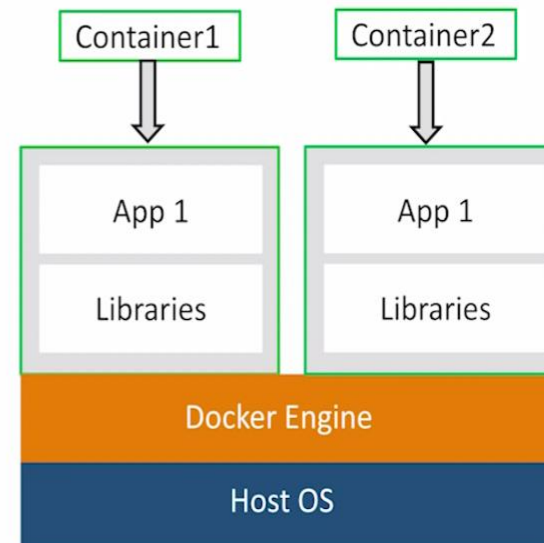 Container1
Container2
App 1
App 1
Libraries
Libraries
Docker Engine
Host OS